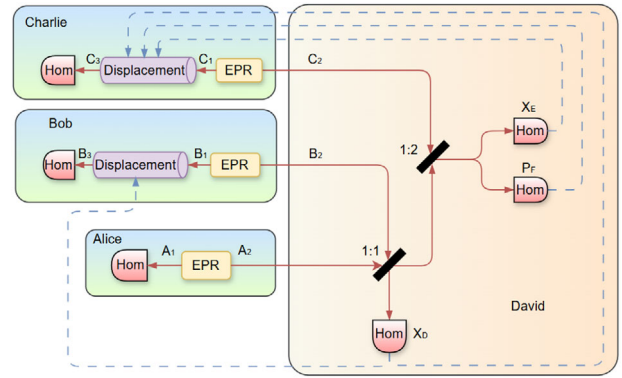 Charlie
Hom
C3
Displacement
C1
EPR
C2
XE
Hom
Bob
1:2
Hom
B3
Displacement
B1
EPR
B2
PF
Hom
Alice
Hom
A1
EPR
A2
1:1
David
Hom
XD